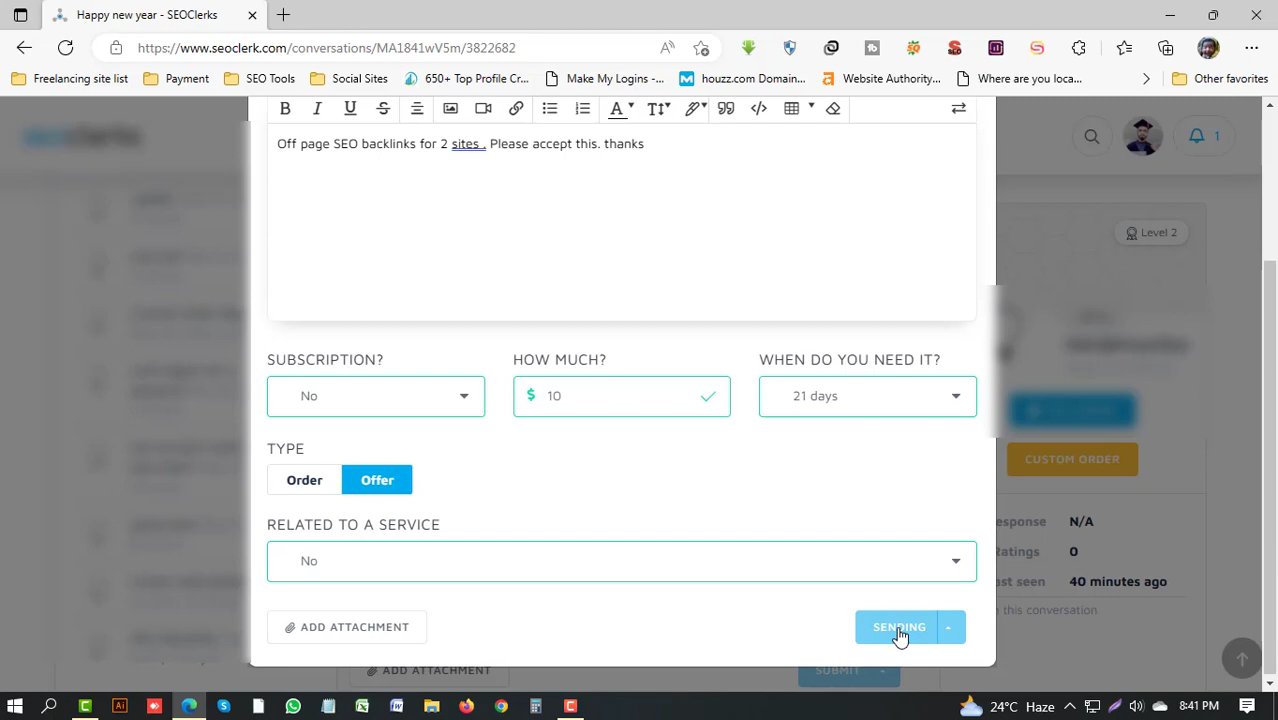 Happy new year - SEOClerks
https://www.seoclerk.com/conversations/MA1841wV5m/3822682
Freelancing site list
Payment
SEO Tools
Social Sites
650+ Top Profile Cr...
Make My Logins -...
houzz.com Domain...
Website Authority...
Where are you loca...
Other favorites
Off page SEO backlinks for 2 sites . Please accept this. thanks
1
Level 2
SUBSCRIPTION? HOW MUCH? WHEN DO YOU NEED IT?
No $ 10 21 days
CUSTOM ORDER
TYPE
Order Offer
RELATED TO A SERVICE
No
esponse N/A
Ratings 0
ast seen 40 minutes ago
n this conversation
ADD ATTACHMENT SENDING
ADD ATTACHMENT SUBMIT
24°C Haze 8:41 PM